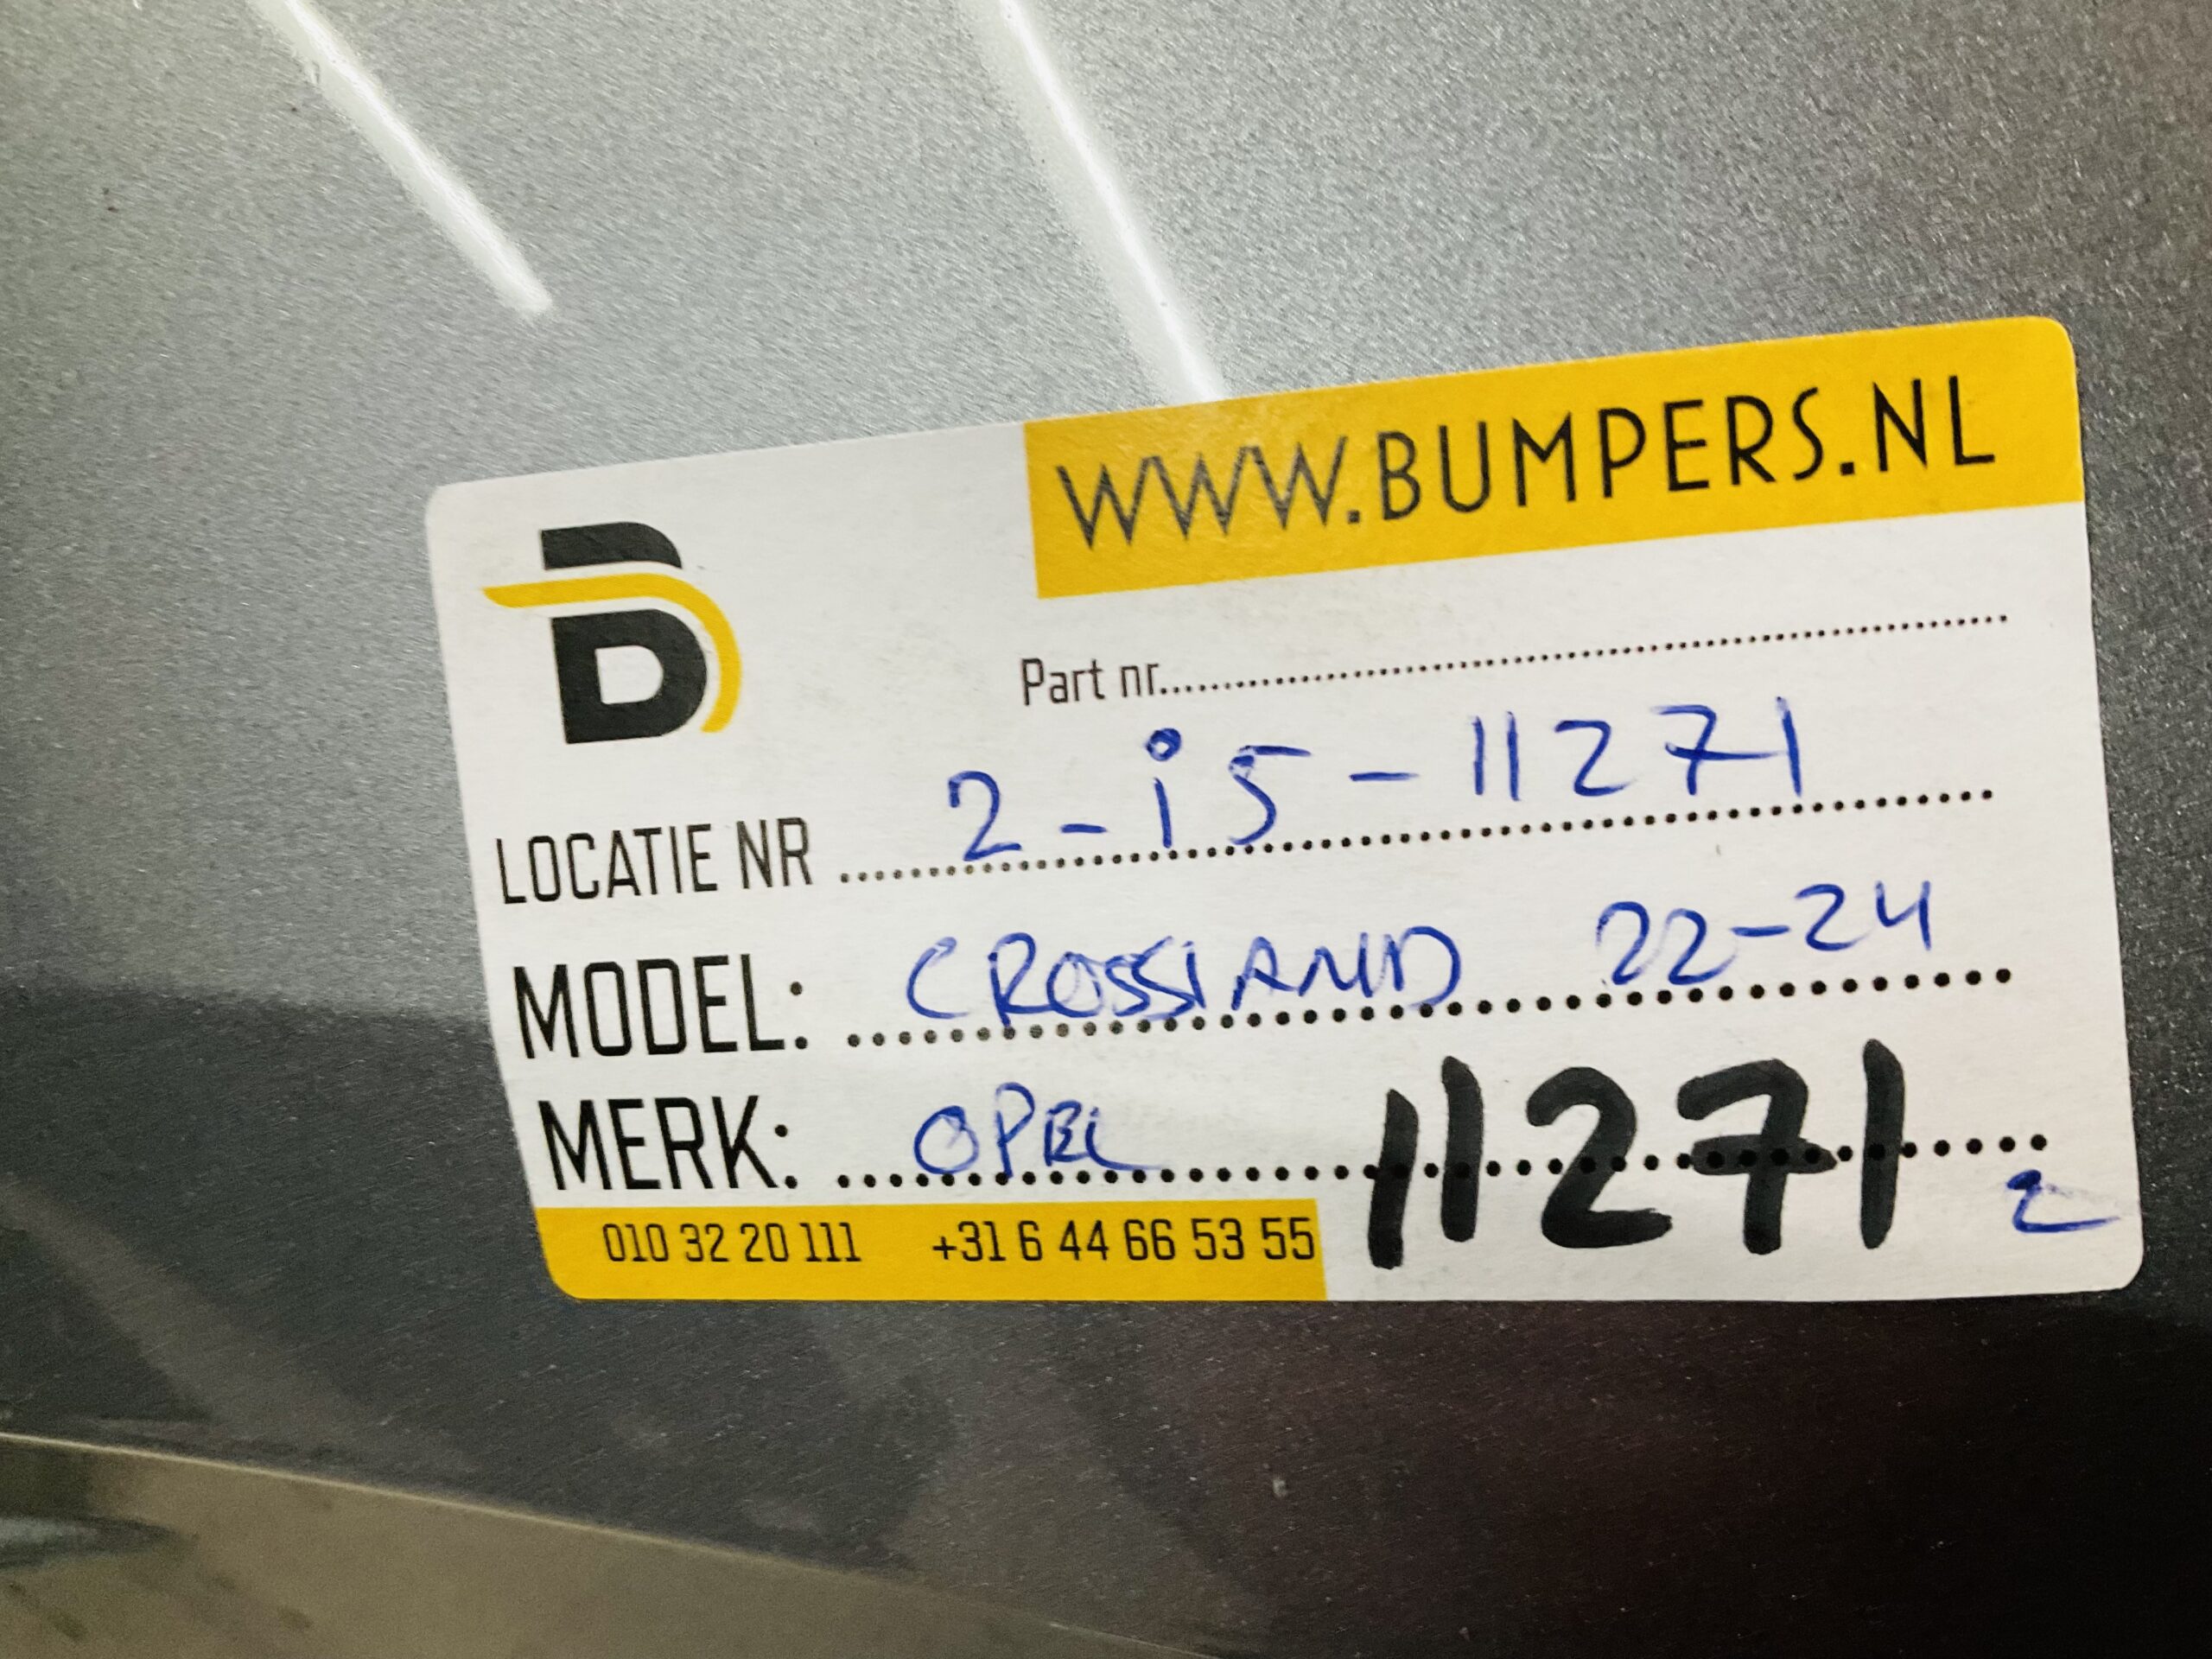 WWW.BUMPERS.NL
B
Part nr.
LOCATIE NR 2-i5-11271
MODEL: CROSSLAND 22-24
MERK: OPEL 11271
2
010 32 20 111 +31 6 44 66 53 55